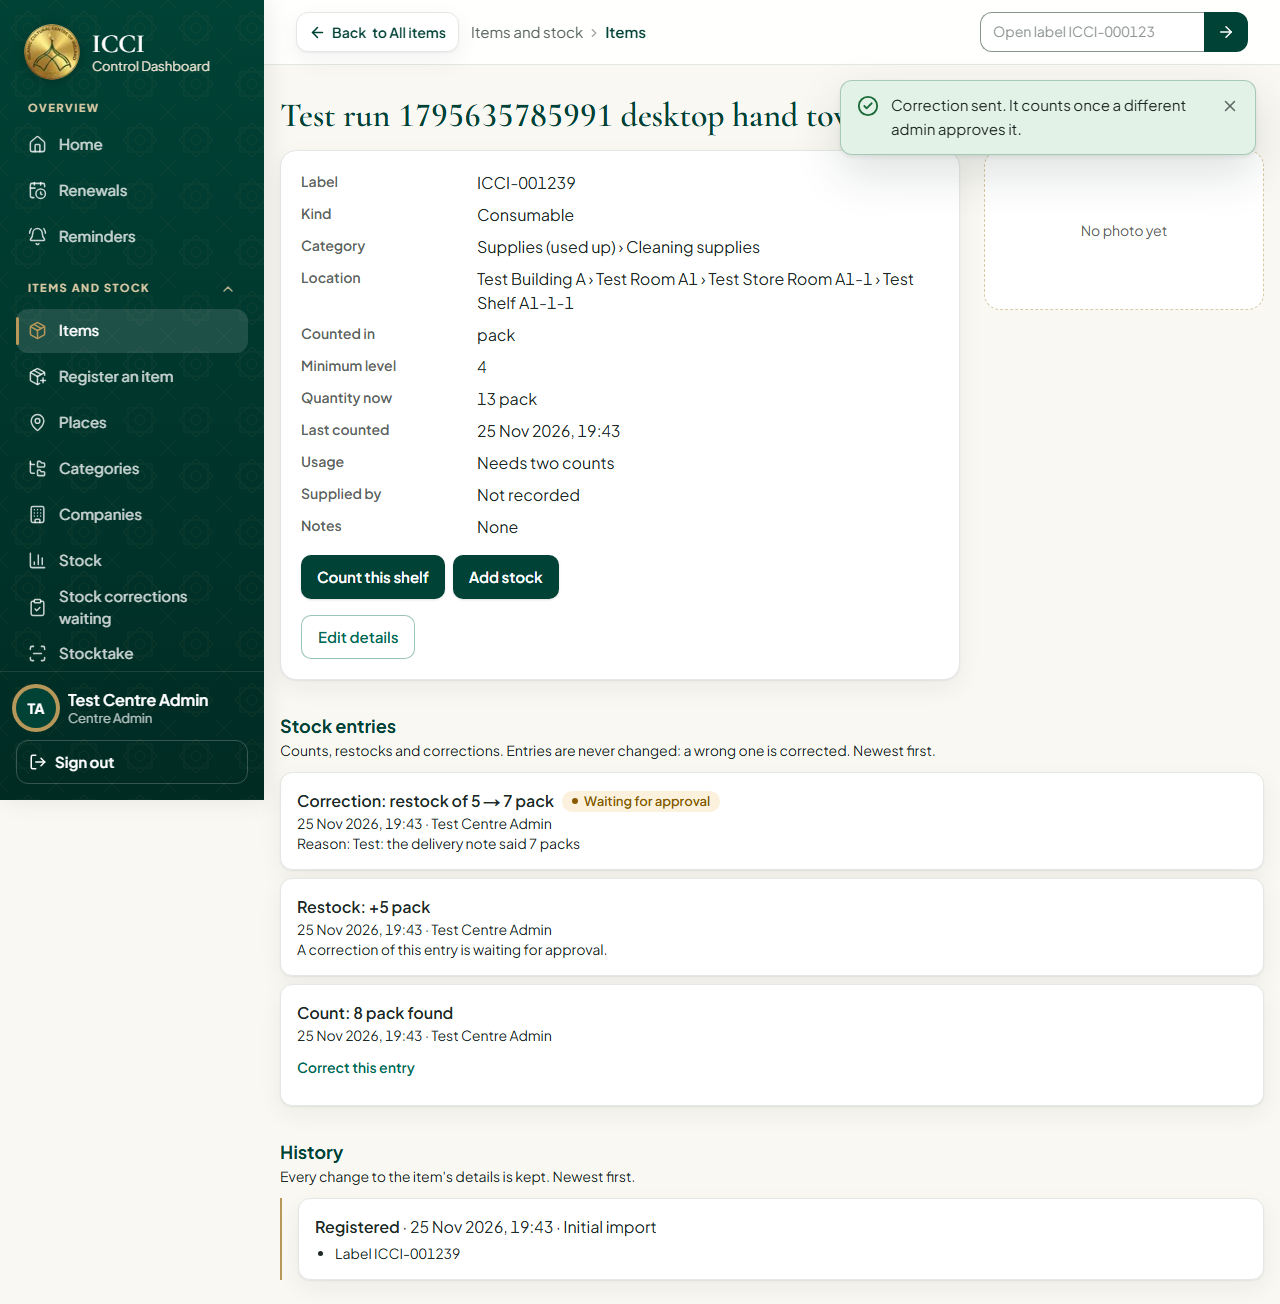 ICCI
Control Dashboard
OVERVIEW
Home
Renewals
Reminders
ITEMS AND STOCK
Items
Register an item
Places
Categories
Companies
Stock
Stock corrections
waiting
Stocktake
TA
Test Centre Admin
Centre Admin
Sign out
Back to All items
Items and stock › Items
Open label ICCI-000123
Correction sent. It counts once a different
admin approves it.
Test run 1795635785991 desktop hand
Label ICCI-001239
Kind Consumable
Category Supplies (used up) › Cleaning supplies
Location Test Building A › Test Room A1 › Test Store Room A1-1 › Test
Shelf A1-1-1
Counted in pack
Minimum level 4
Quantity now 13 pack
Last counted 25 Nov 2026, 19:43
Usage Needs two counts
Supplied by Not recorded
Notes None
Count this shelf
Add stock
Edit details
No photo yet
Stock entries
Counts, restocks and corrections. Entries are never changed: a wrong one is corrected. Newest first.
Correction: restock of 5 → 7 pack
Waiting for approval
25 Nov 2026, 19:43 · Test Centre Admin
Reason: Test: the delivery note said 7 packs
Restock: +5 pack
25 Nov 2026, 19:43 · Test Centre Admin
A correction of this entry is waiting for approval.
Count: 8 pack found
25 Nov 2026, 19:43 · Test Centre Admin
Correct this entry
History
Every change to the item's details is kept. Newest first.
Registered · 25 Nov 2026, 19:43 · Initial import
• Label ICCI-001239